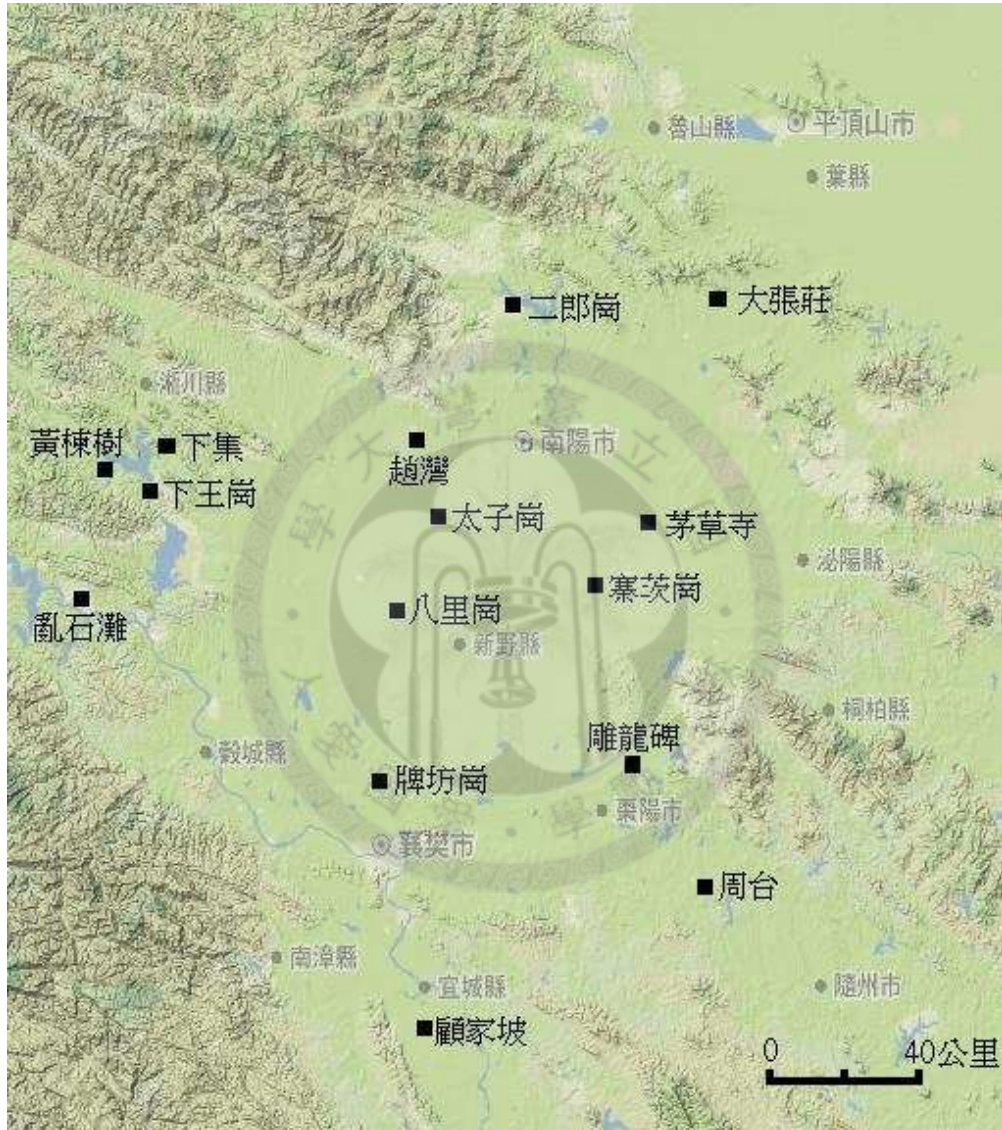 魯山縣
平頂山市
葉縣
二郎崗
大張莊
淅川縣
黃楝樹
下集
下王崗
趙灣
南陽市
太子崗
茅草寺
泌陽縣
寨茨崗
亂石灘
八里崗
新野縣
桐柏縣
雕龍碑
穀城縣
牌坊崗
棗陽市
襄樊市
周台
南漳縣
宜城縣
隨州市
顧家坡
0 40公里